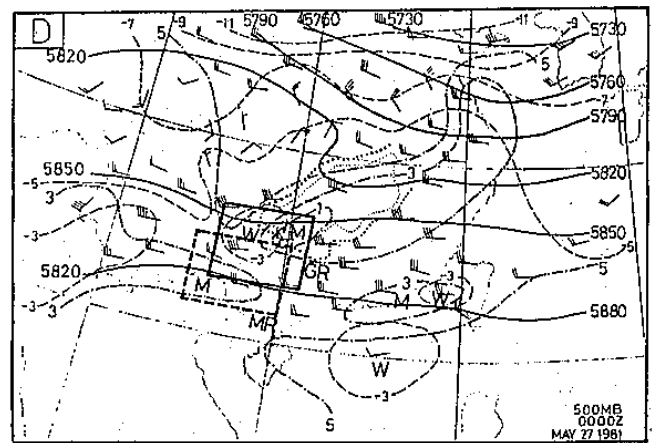 D
-7 -9 -11 5790 5760 5730 -11 -9 5730
5 5820 5 5760
-7
5790
3 5820
5850
-5
3 1 5850
-3 W K M
-3 -5
5820 GR 5
M 3 -3
M W
-3 3 5880
MR
W
-3
5
500MB
0000Z
MAY 27 1981